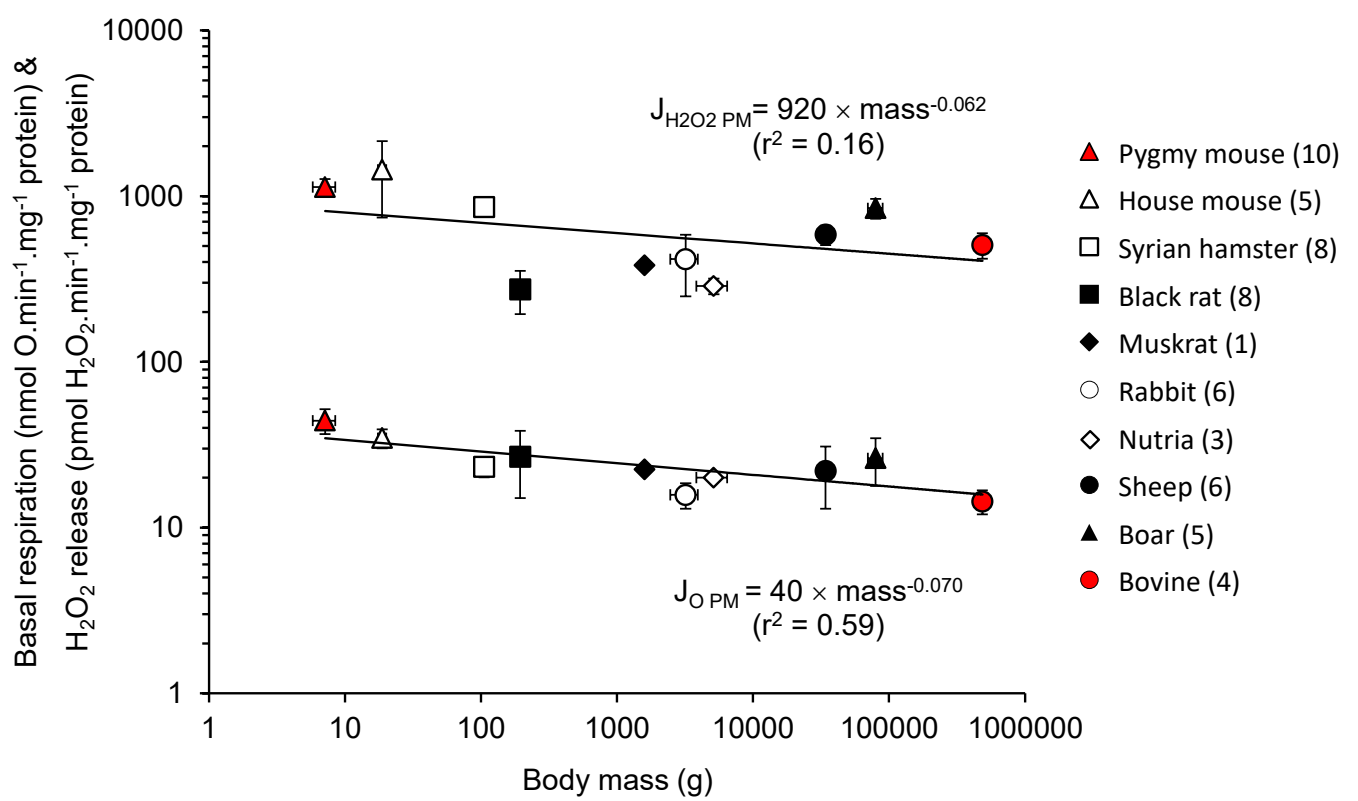 Basal respiration (nmol O.min⁻¹.mg⁻¹ protein) &
H₂O₂ release (pmol H₂O₂.min⁻¹.mg⁻¹ protein)
10000
1000
100
10
1
J_H2O2 PM= 920 × mass⁻⁰·⁰⁶²
(r² = 0.16)
J_O PM = 40 × mass⁻⁰·⁰⁷⁰
(r² = 0.59)
1
10
100
1000
10000
100000
1000000
Body mass (g)
Pygmy mouse (10)
House mouse (5)
Syrian hamster (8)
Black rat (8)
Muskrat (1)
Rabbit (6)
Nutria (3)
Sheep (6)
Boar (5)
Bovine (4)